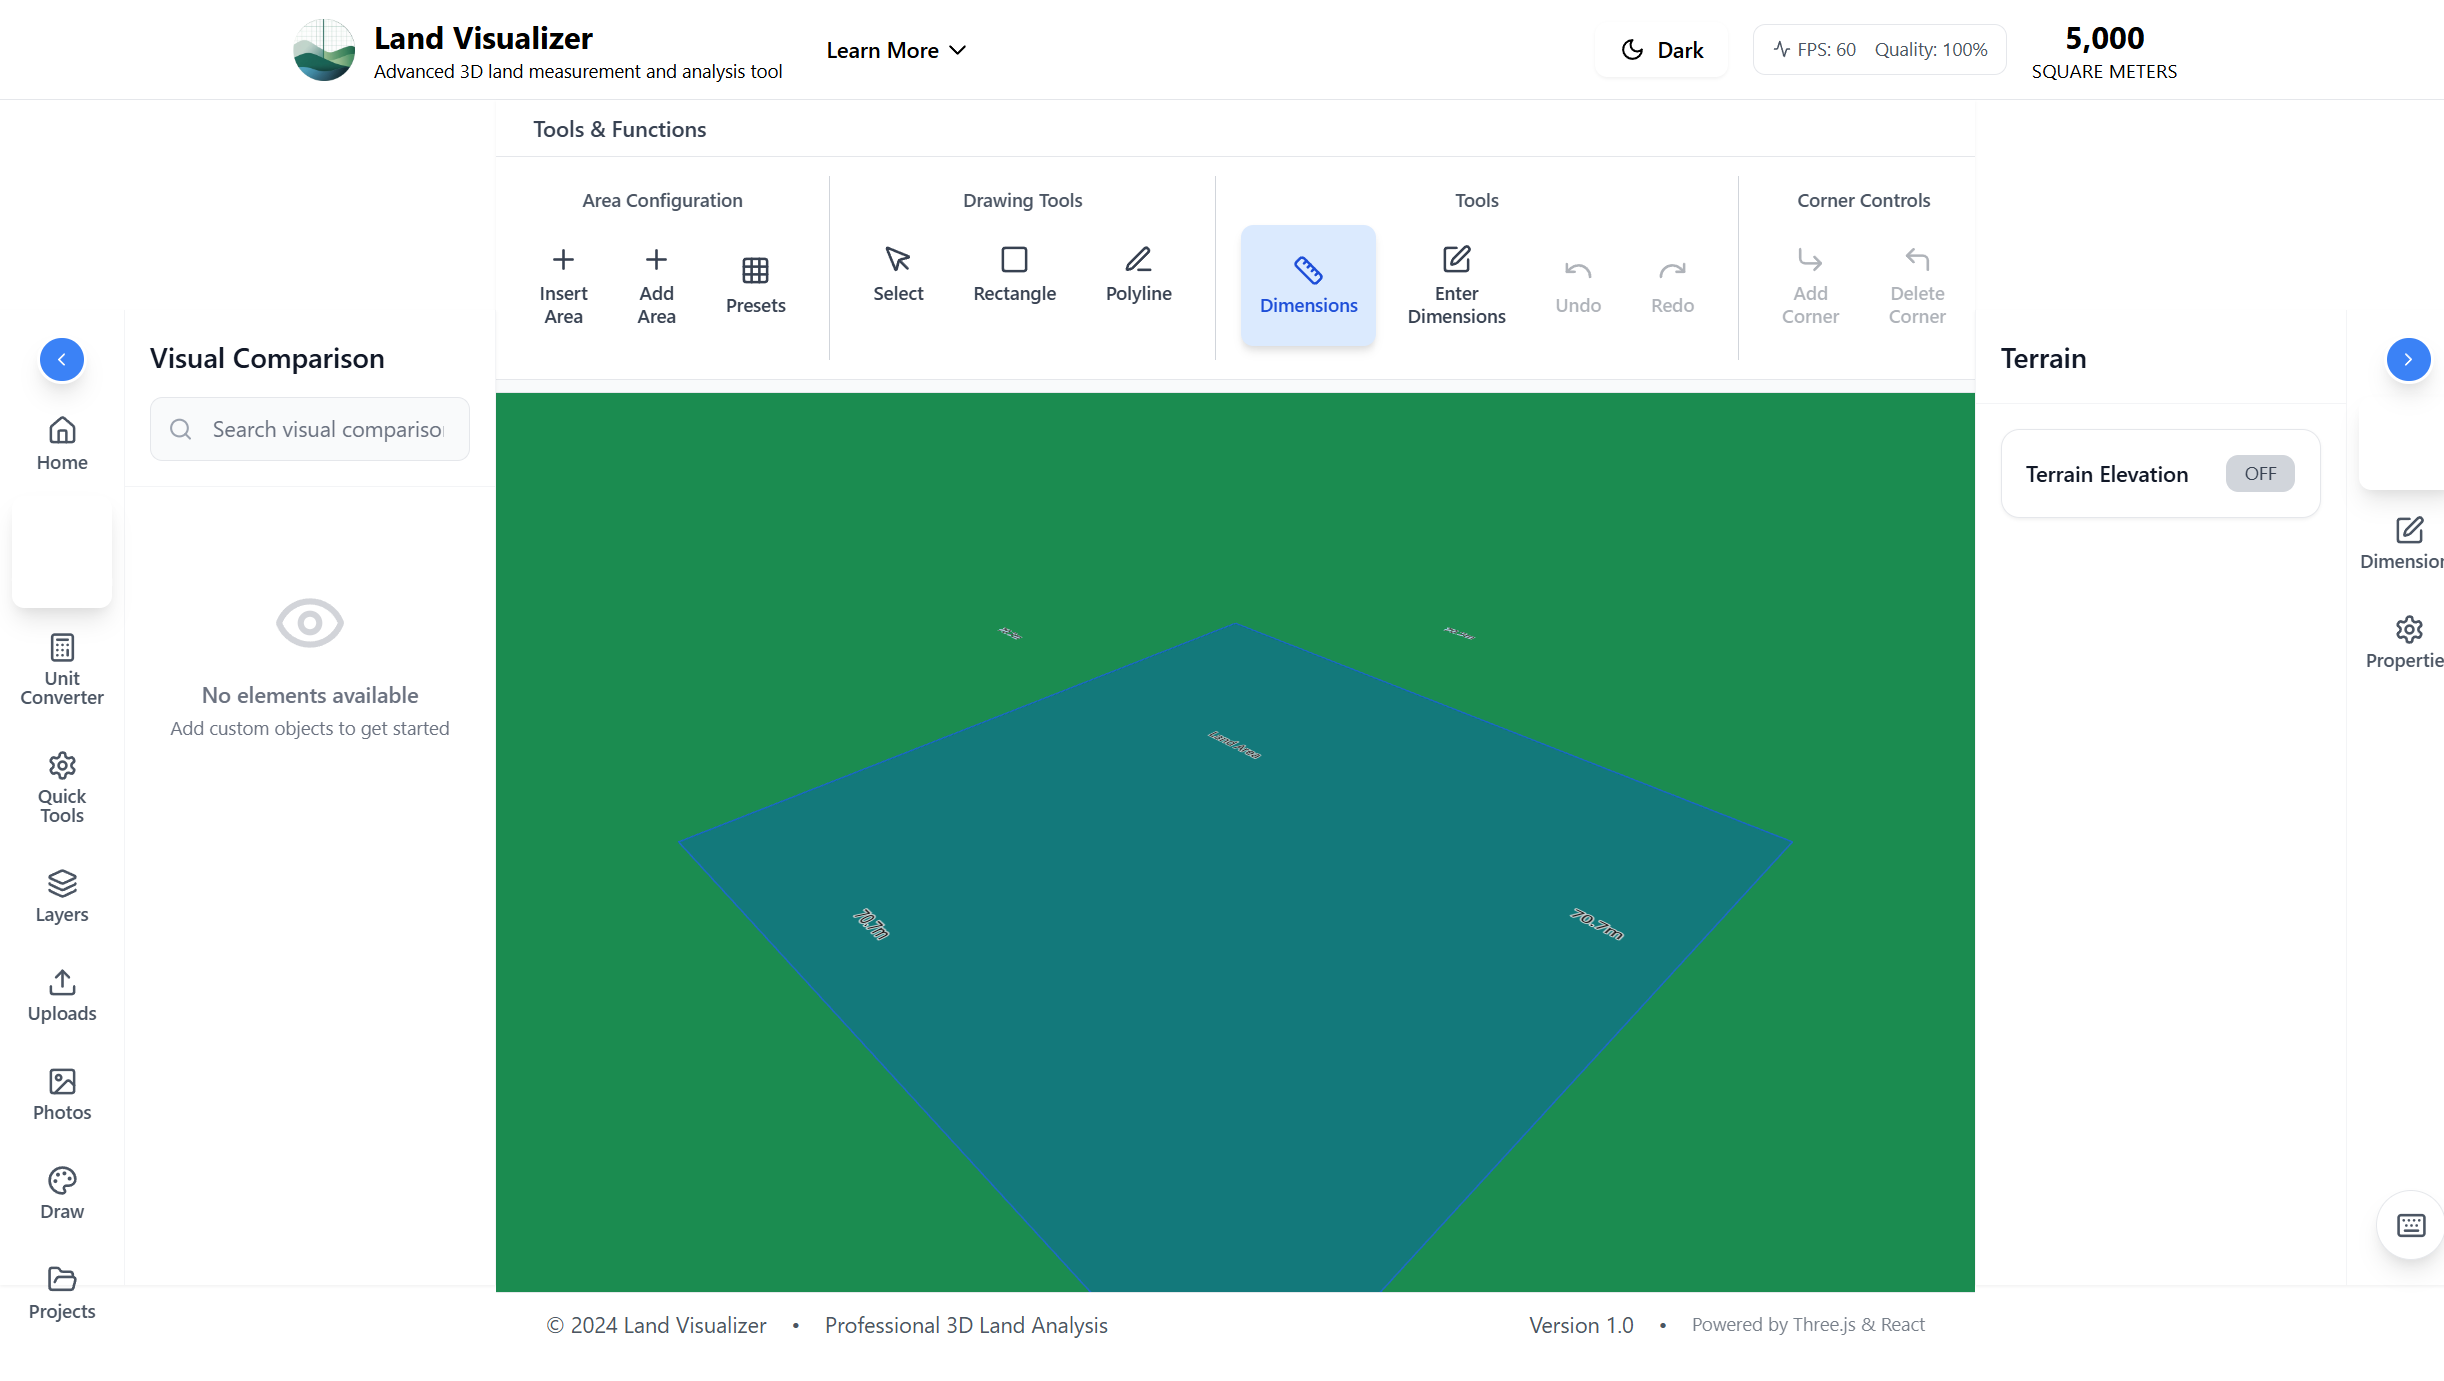 Land Visualizer
Advanced 3D land measurement and analysis tool
Learn More
Dark
FPS: 60 Quality: 100%
5,000
SQUARE METERS
Tools & Functions
Area Configuration
Insert
Area
Add
Area
Presets
Drawing Tools
Select
Rectangle
Polyline
Tools
Dimensions
Enter
Dimensions
Undo
Redo
Corner Controls
Add
Corner
Delete
Corner
Home
Unit
Converter
Quick
Tools
Layers
Uploads
Photos
Draw
Projects
Visual Comparison
Search visual compariso
No elements available
Add custom objects to get started
Land Area
70.7m
70.7m
Terrain
Terrain Elevation OFF
Dimension
Propertie
© 2024 Land Visualizer • Professional 3D Land Analysis
Version 1.0 • Powered by Three.js & React